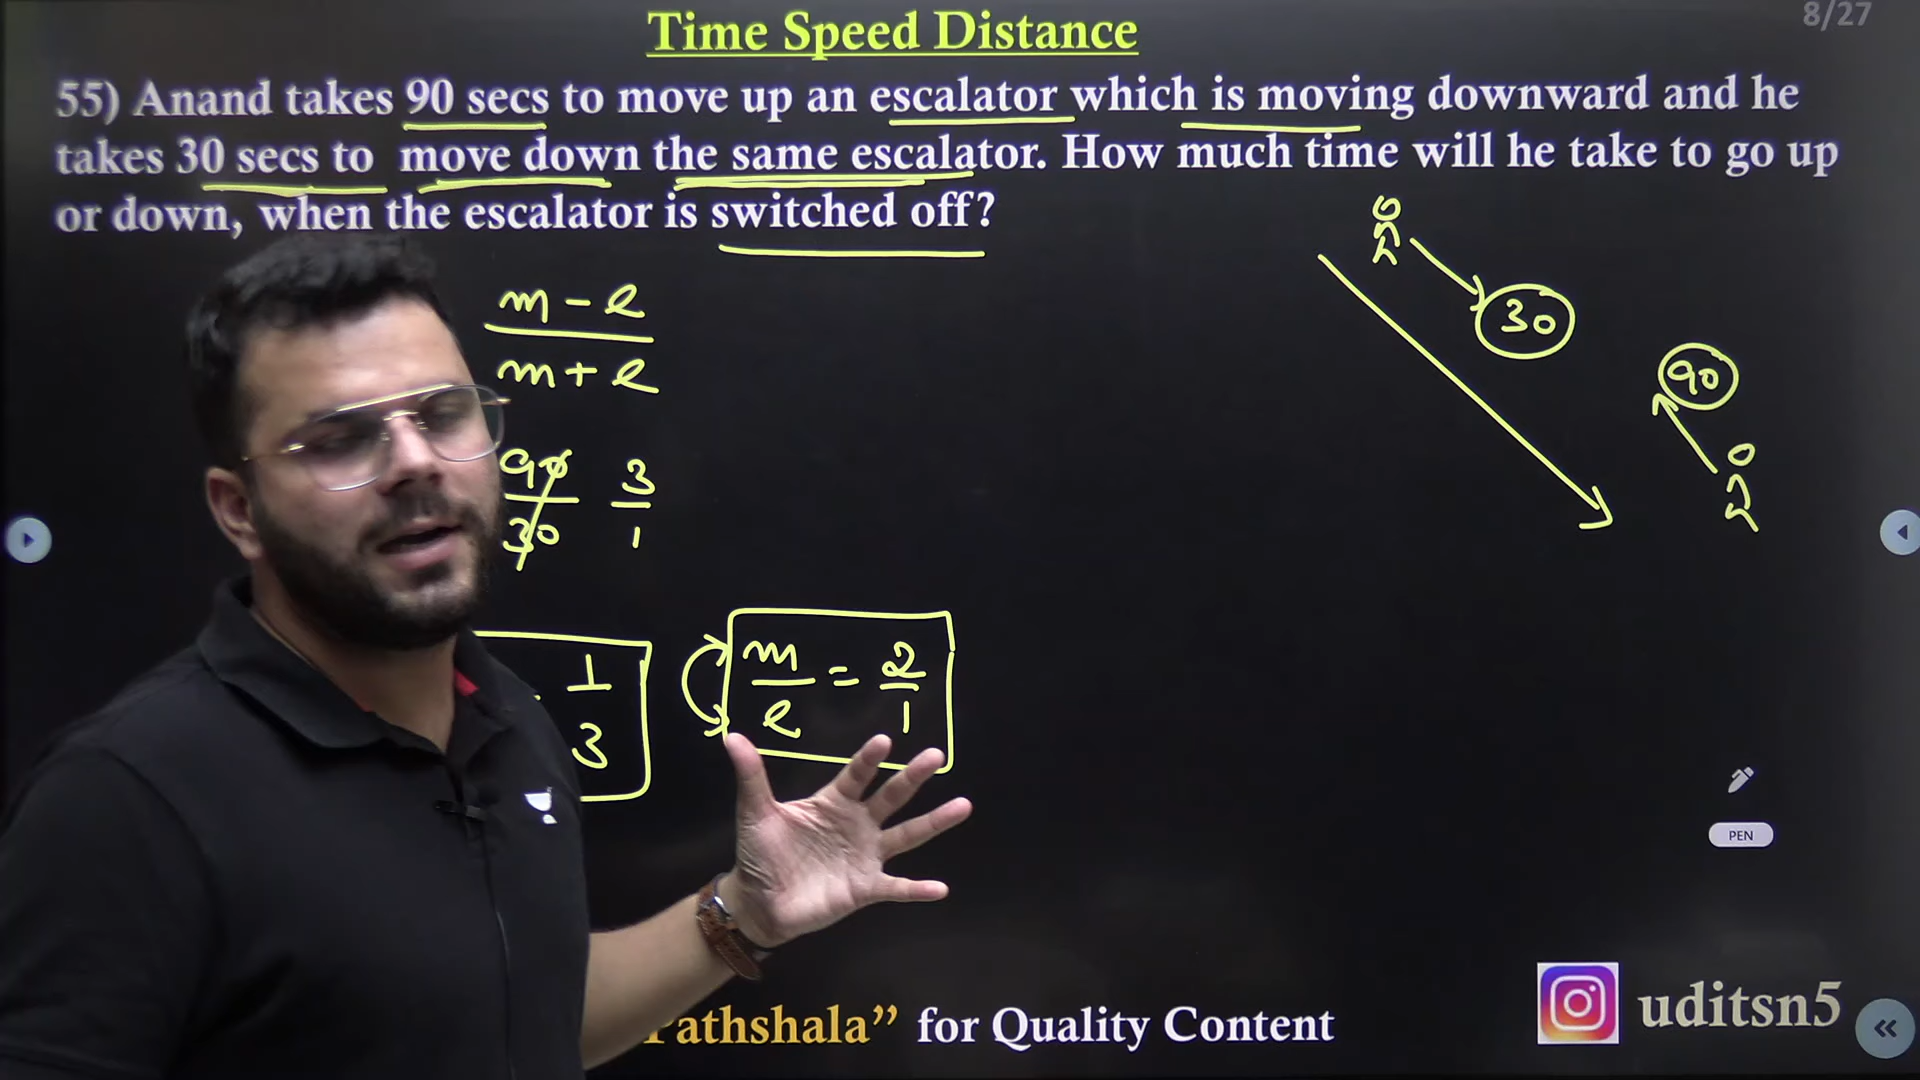 8/27
Time Speed Distance
55) Anand takes 90 secs to move up an escalator which is moving downward and he
takes 30 secs to move down the same escalator. How much time will he take to go up
or down, when the escalator is switched off?
m - e
m + e
90 3
30 1
30
90
1
3
m = 2
e 1
PEN
Pathshala” for Quality Content
uditsn5